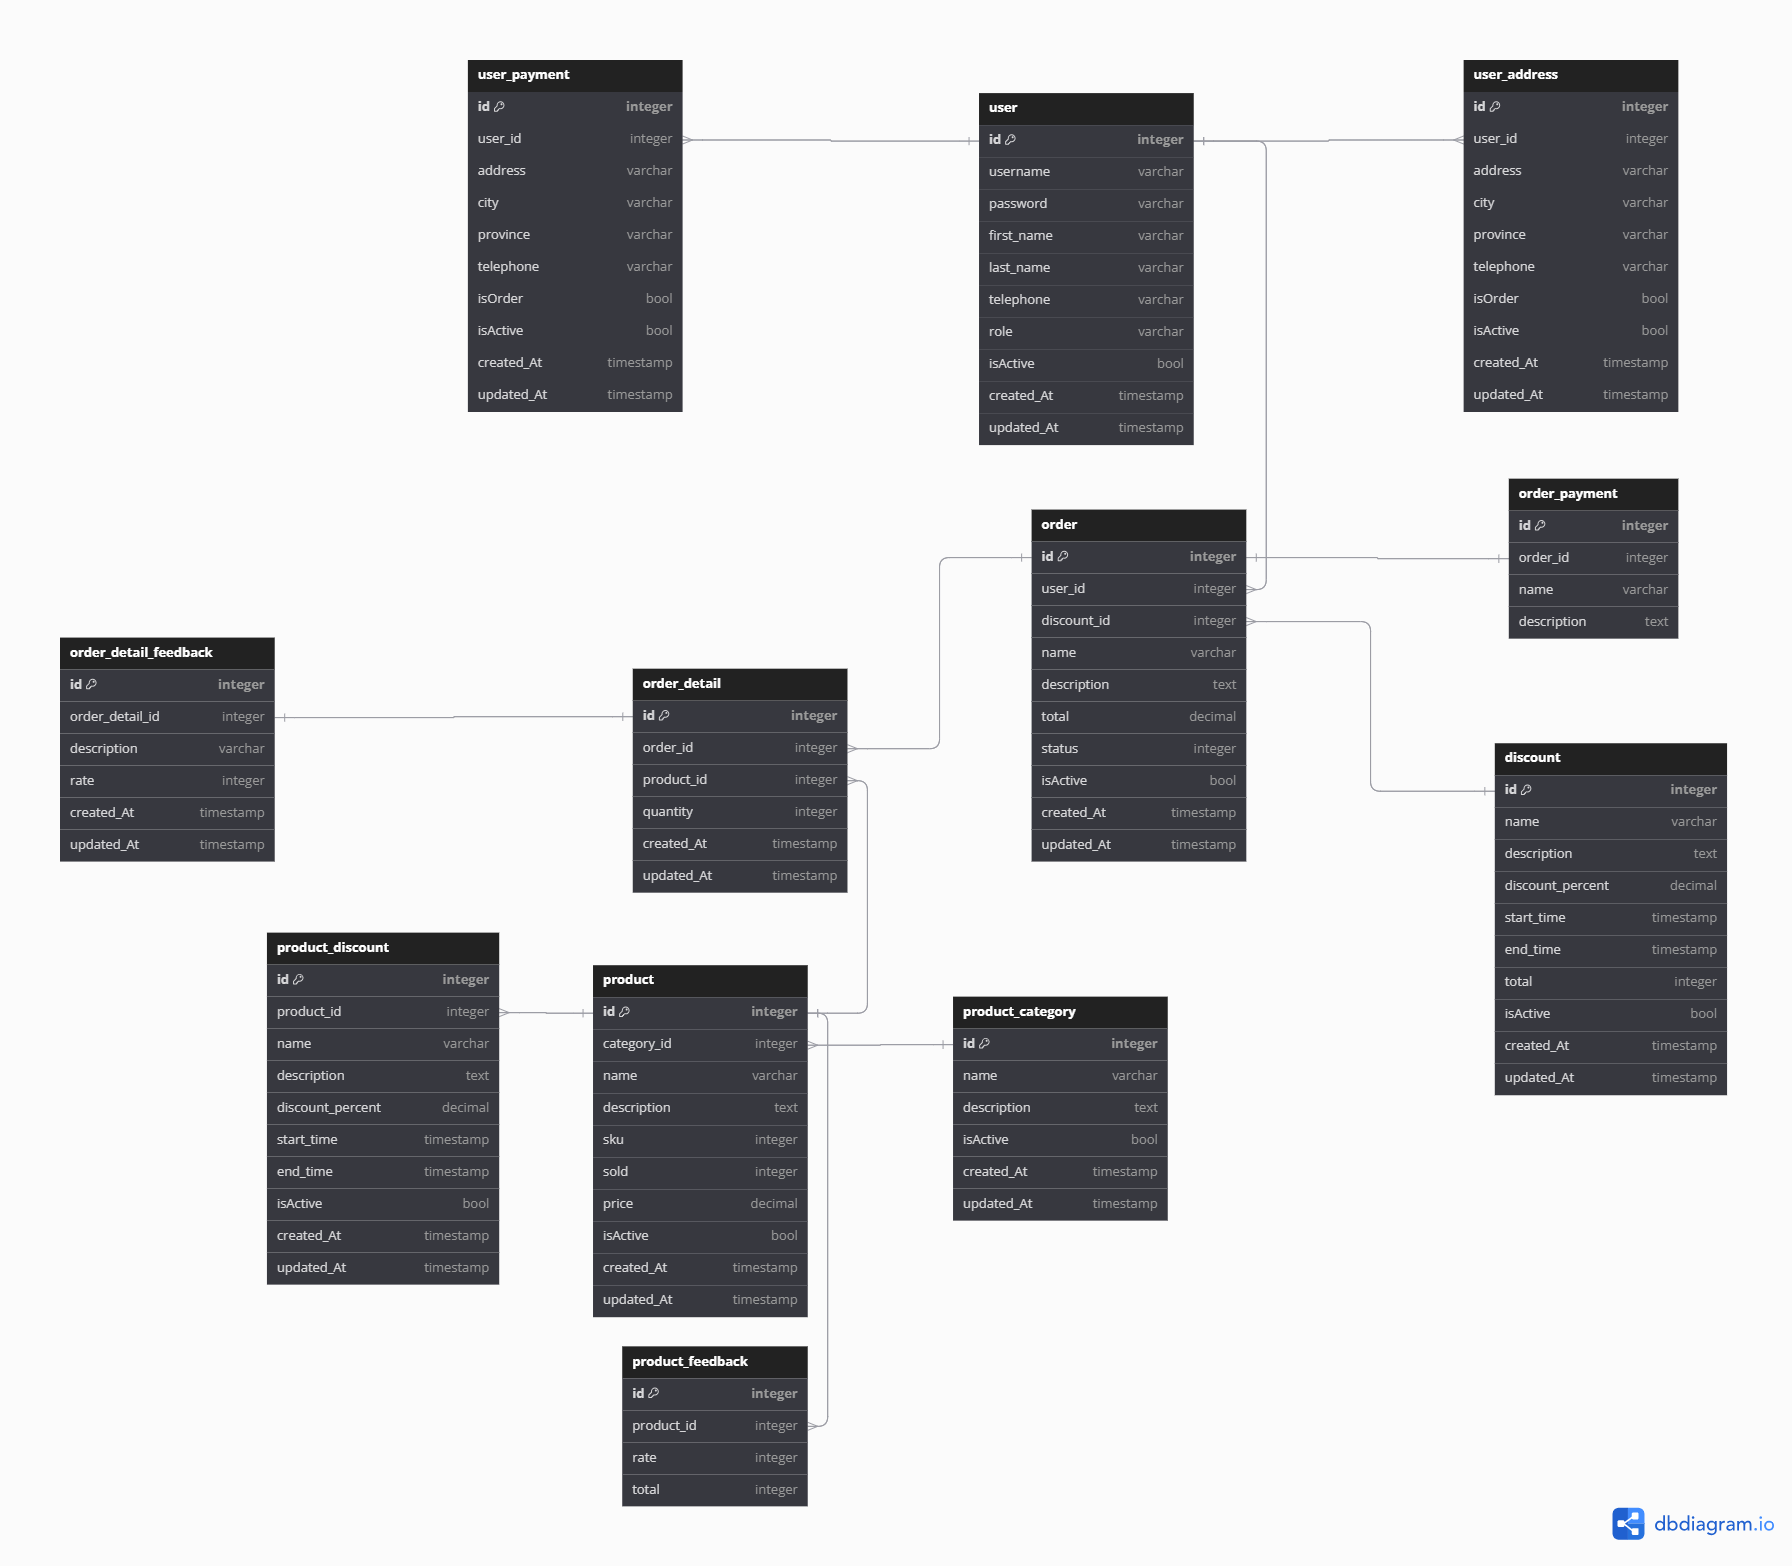 user_payment
id integer
user_id integer
address varchar
city varchar
province varchar
telephone varchar
isOrder bool
isActive bool
created_At timestamp
updated_At timestamp
user
id integer
username varchar
password varchar
first_name varchar
last_name varchar
telephone varchar
role varchar
isActive bool
created_At timestamp
updated_At timestamp
user_address
id integer
user_id integer
address varchar
city varchar
province varchar
telephone varchar
isOrder bool
isActive bool
created_At timestamp
updated_At timestamp
order_payment
id integer
order_id integer
name varchar
description text
order
id integer
user_id integer
discount_id integer
name varchar
description text
total decimal
status integer
isActive bool
created_At timestamp
updated_At timestamp
order_detail_feedback
id integer
order_detail_id integer
description varchar
rate integer
created_At timestamp
updated_At timestamp
order_detail
id integer
order_id integer
product_id integer
quantity integer
created_At timestamp
updated_At timestamp
discount
id integer
name varchar
description text
discount_percent decimal
start_time timestamp
end_time timestamp
total integer
isActive bool
created_At timestamp
updated_At timestamp
product_discount
id integer
product_id integer
name varchar
description text
discount_percent decimal
start_time timestamp
end_time timestamp
isActive bool
created_At timestamp
updated_At timestamp
product
id integer
category_id integer
name varchar
description text
sku integer
sold integer
price decimal
isActive bool
created_At timestamp
updated_At timestamp
product_category
id integer
name varchar
description text
isActive bool
created_At timestamp
updated_At timestamp
product_feedback
id integer
product_id integer
rate integer
total integer
dbdiagram.io